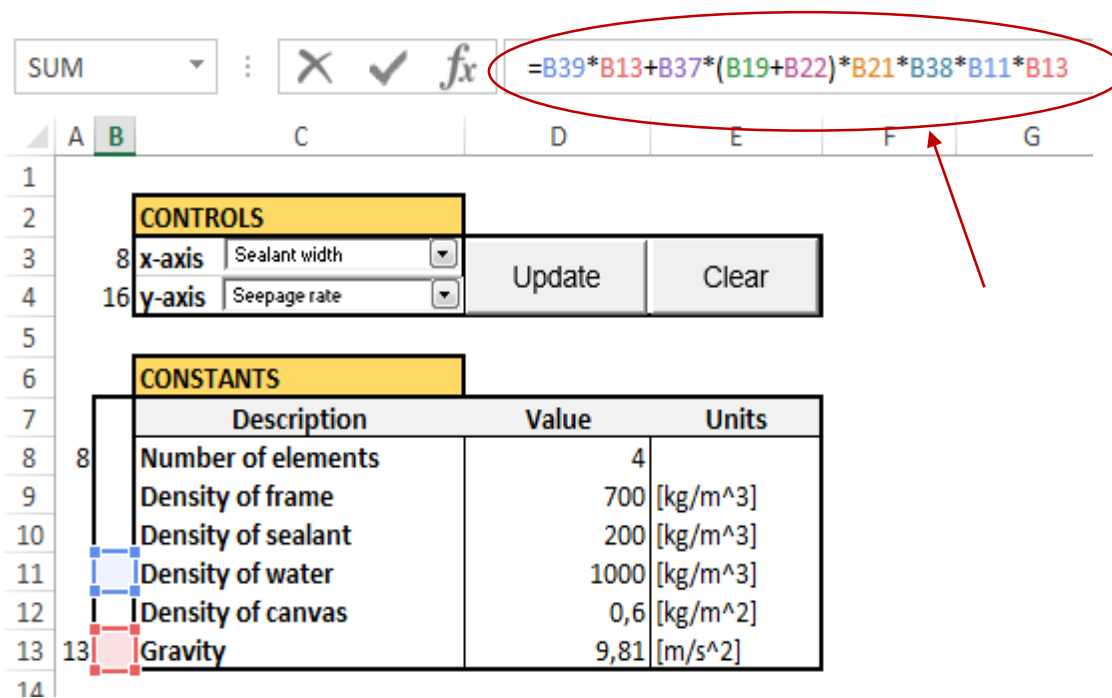 SUM fx =B39*B13+B37*(B19+B22)*B21*B38*B11*B13
A B C D E F G
1
2 CONTROLS
3 8 x-axis Sealant width Update Clear
4 16 y-axis Seepage rate
5
6 CONSTANTS
7 Description Value Units
8 8 Number of elements 4
9 Density of frame 700 [kg/m^3]
10 Density of sealant 200 [kg/m^3]
11 Density of water 1000 [kg/m^3]
12 Density of canvas 0,6 [kg/m^2]
13 13 Gravity 9,81 [m/s^2]
14